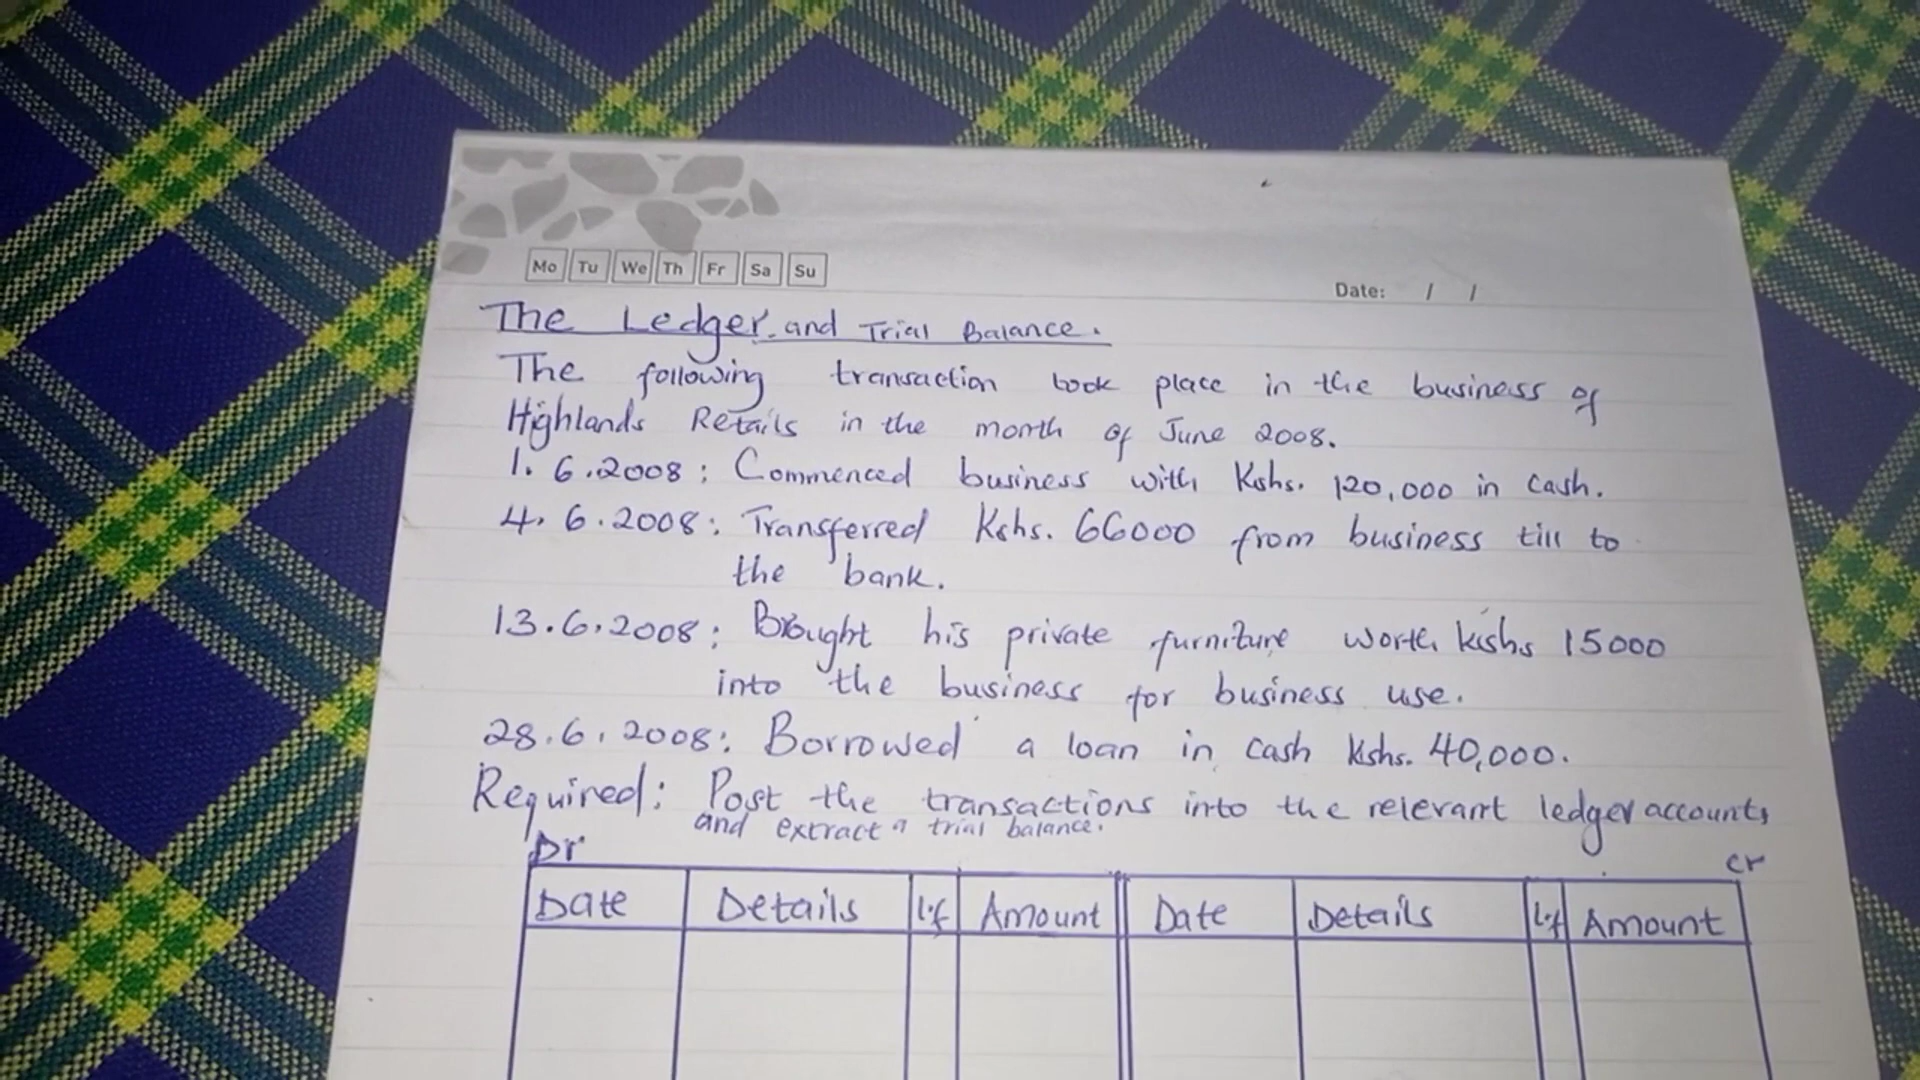 Mo Tu We Th Fr Sa Su
Date: / /
The Ledger and Trial Balance.
The following transaction took place in the business of
Highlands Retails in the month of June 2008.
1. 6.2008: Commenced business with Kshs. 120,000 in cash.
4. 6.2008: Transferred Kshs. 66000 from business till to
the bank.
13.6.2008: Brought his private furniture worth kshs 15000
into the business for business use.
28.6.2008: Borrowed a loan in cash kshs. 40,000.
Required: Post the transactions into the relevant ledger accounts
and extract a trial balance.
Dr Cr
Date Details l.f Amount Date Details l.f Amount